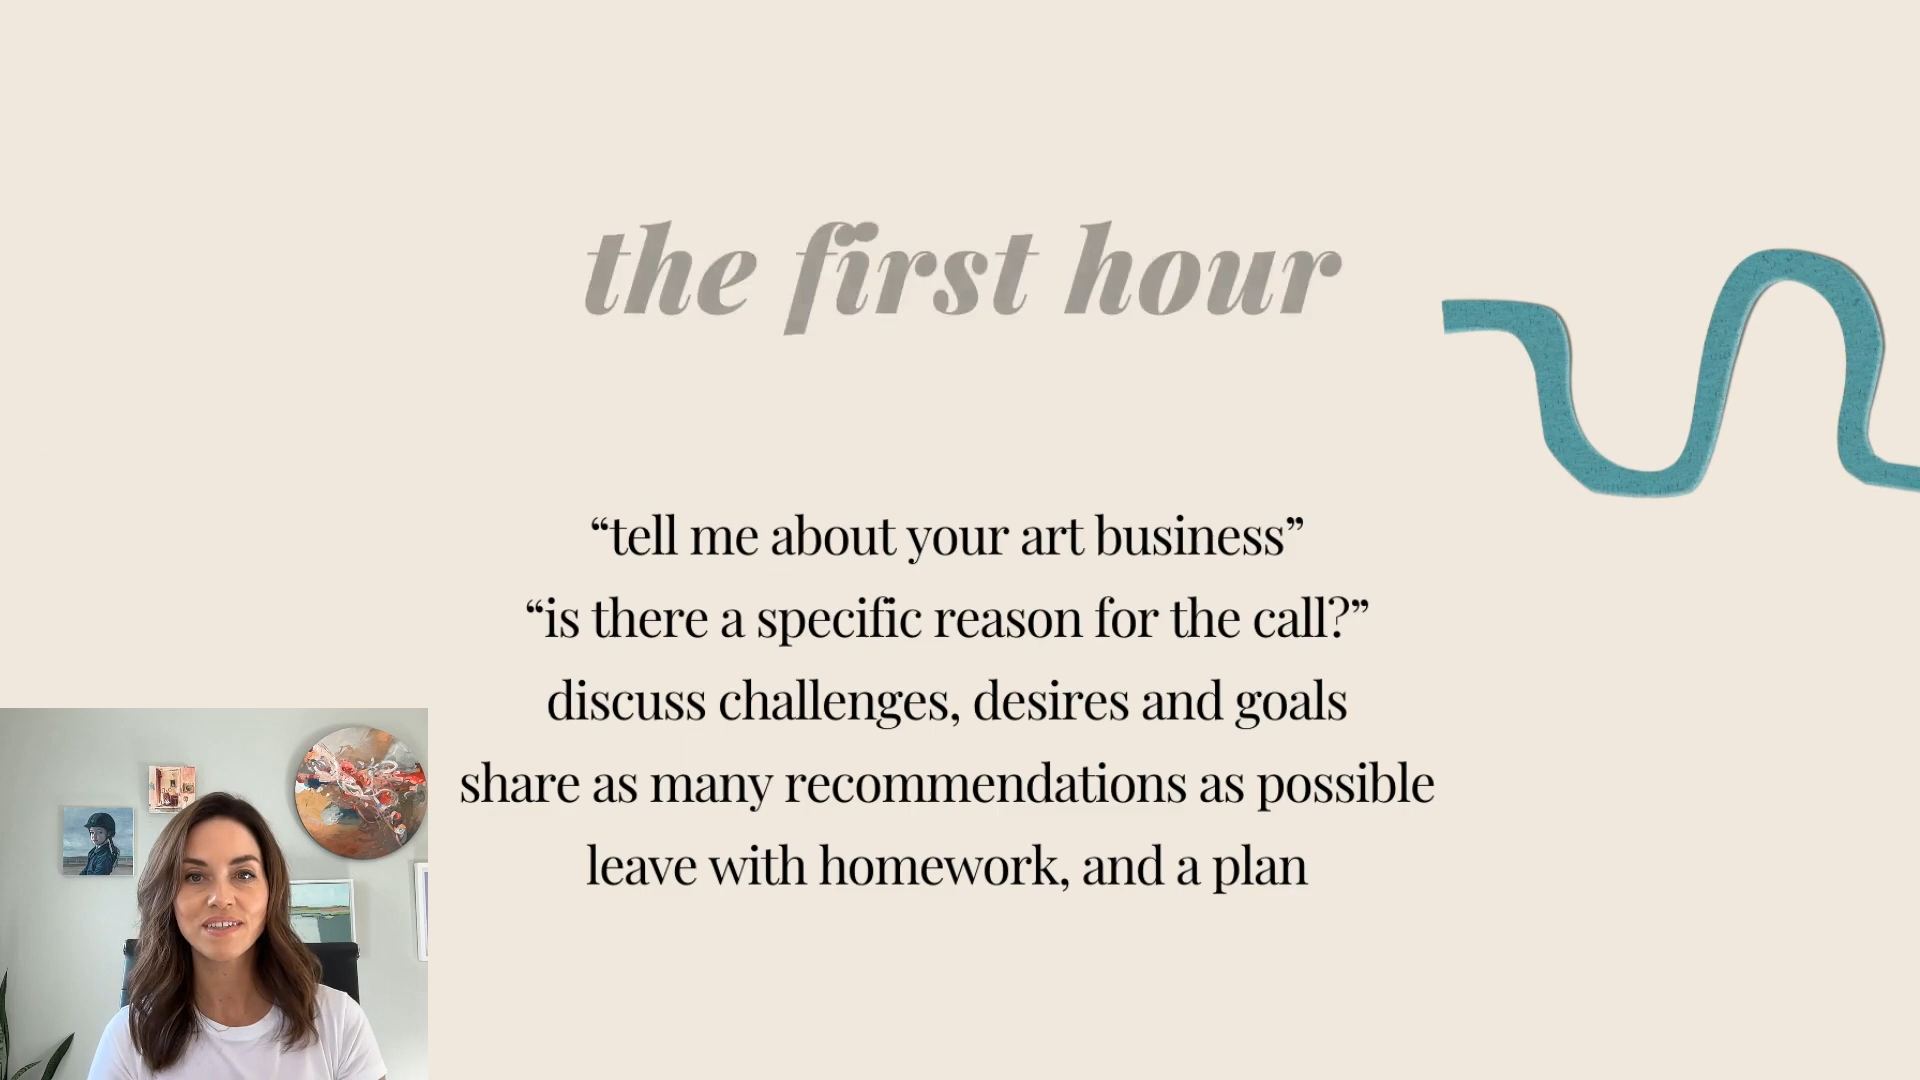 the first hour
“tell me about your art business”
“is there a specific reason for the call?”
discuss challenges, desires and goals
share as many recommendations as possible
leave with homework, and a plan